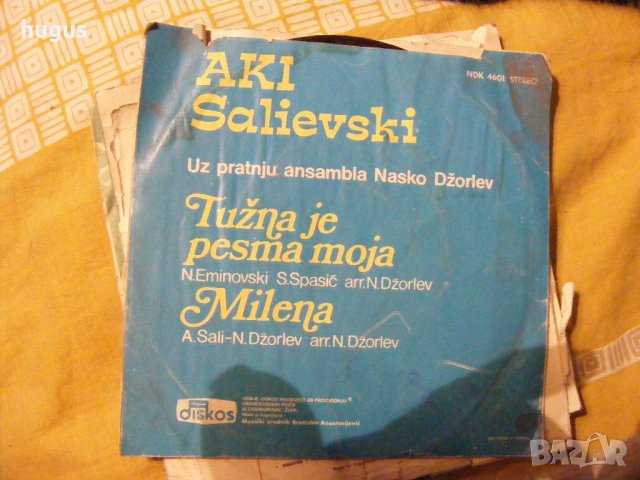 hugus
AKI
Salievski
NDK 4601 STEREO
Uz pratnju ansambla Nasko Džorlev
Tužna je
pesma moja
N. Eminovski S. Spasić arr. N. Džorlev
Milena
A. Sali-N. Džorlev arr. N. Džorlev
diskos
Muzički urednik Bratislav Anastasijević
BAZAR